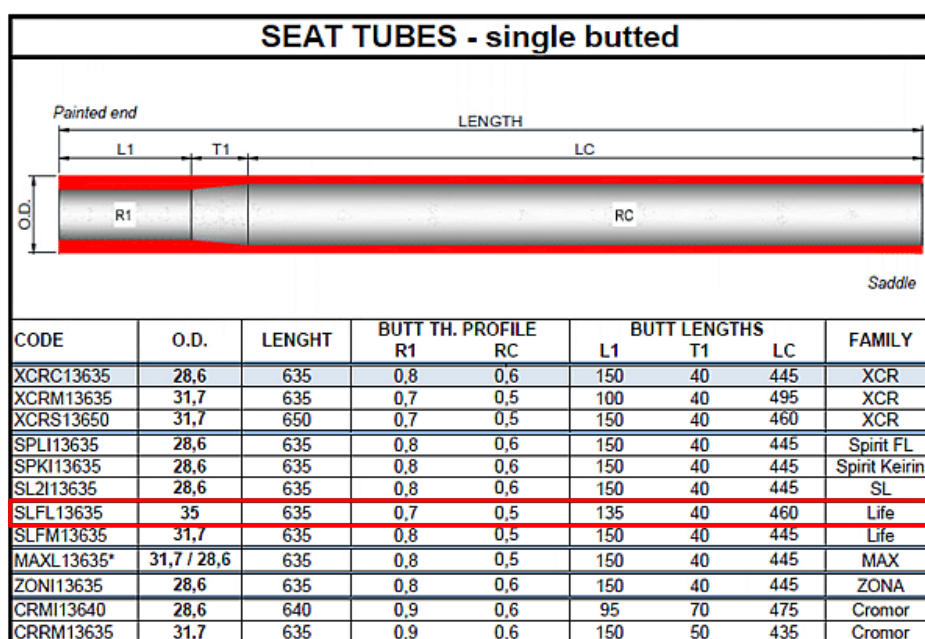 SEAT TUBES - single butted
Painted end
LENGTH
L1 T1 LC
O.D.
R1 RC
Saddle
CODE O.D. LENGHT BUTT TH. PROFILE BUTT LENGTHS FAMILY
R1 RC L1 T1 LC
XCRC13635 28,6 635 0,8 0,6 150 40 445 XCR
XCRM13635 31,7 635 0,7 0,5 100 40 495 XCR
XCRS13650 31,7 650 0,7 0,5 150 40 460 XCR
SPLI13635 28,6 635 0,8 0,6 150 40 445 Spirit FL
SPKI13635 28,6 635 0,8 0,6 150 40 445 Spirit Keirin
SL2I13635 28,6 635 0,8 0,6 150 40 445 SL
SLFL13635 35 635 0,7 0,5 135 40 460 Life
SLFM13635 31,7 635 0,8 0,5 150 40 445 Life
MAXL13635* 31,7 / 28,6 635 0,8 0,5 150 40 445 MAX
ZONI13635 28,6 635 0,8 0,6 150 40 445 ZONA
CRMI13640 28,6 640 0,9 0,6 95 70 475 Cromor
CRRM13635 31,7 635 0,9 0,6 150 50 435 Cromor